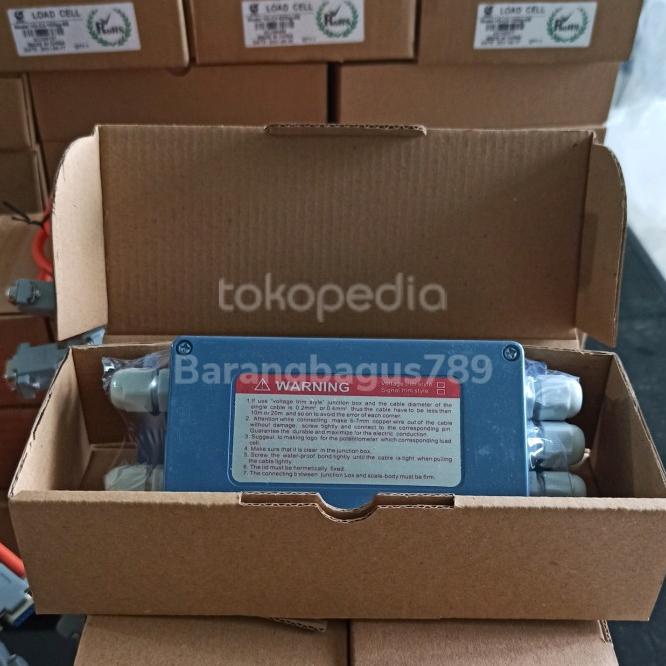 LOAD CELL
RoHS
LOAD CELL
RoHS
LOAD CELL
RoHS
tokopedia
Barangbagus789
WARNING
Voltage trim style
Signal trim style
1.If use "voltage trim style" junction box and the cable diameter of the
single cable is 0.2mm² or 0.4mm² thus the cable have to be less then
10m or 20m and so on to avoid the error of each corner.
2. Attention while connecting make 6-7mm copper wire out of the cable
without damage, screw tightly and connect to the corresponding pin
Guarantee the durable and maximize for the electric conduction.
3. Suggest to making logo for the potentiometer which corresponding load
cell.
4. Make sure that it is clear in the junction box.
5. Screw the water-proof bond tightly until the cable is tight when pulling
the cable lightly.
6. The lid must be hermetically fixed.
7. The connecting between junction Lox and scale-body must be firm.